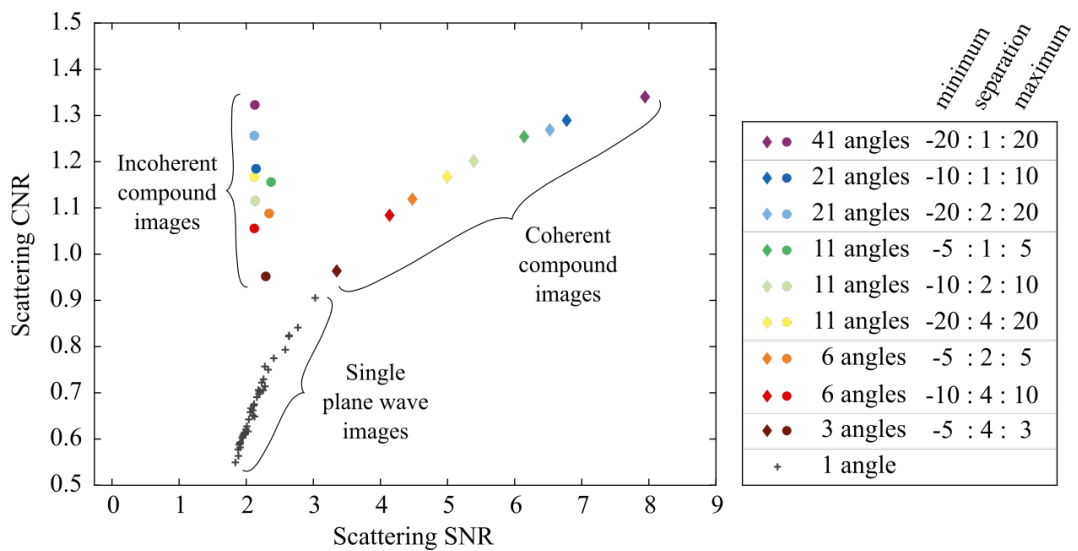 1.5
1.4
1.3
1.2
1.1
1.0
0.9
0.8
0.7
0.6
0.5
Scattering CNR
0 1 2 3 4 5 6 7 8 9
Scattering SNR
Incoherent
compound
images
Coherent
compound
images
Single
plane wave
images
minimum separation maximum
41 angles -20 : 1 : 20
21 angles -10 : 1 : 10
21 angles -20 : 2 : 20
11 angles -5 : 1 : 5
11 angles -10 : 2 : 10
11 angles -20 : 4 : 20
6 angles -5 : 2 : 5
6 angles -10 : 4 : 10
3 angles -5 : 4 : 3
1 angle